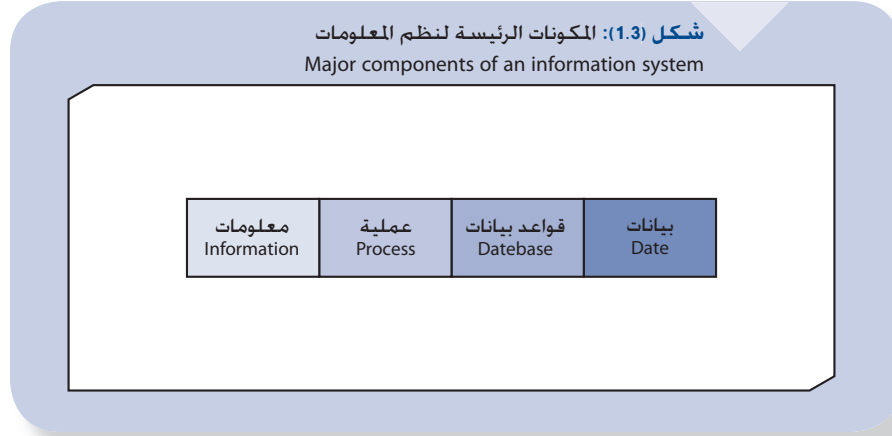 شكل (1.3): المكونات الرئيسة لنظم المعلومات
Major components of an information system
بيانات
Date
قواعد بيانات
Datebase
عملية
Process
معلومات
Information